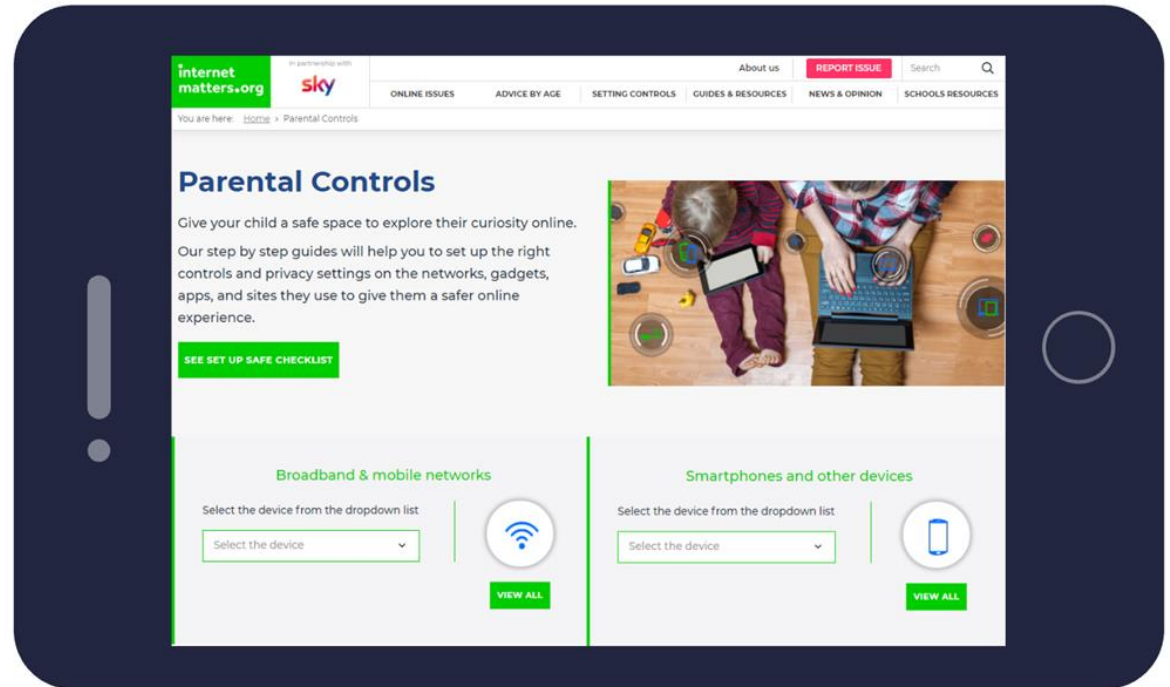 internet
matters.org
In partnership with
sky
About us
REPORT ISSUE
Search
ONLINE ISSUES
ADVICE BY AGE
SETTING CONTROLS
GUIDES & RESOURCES
NEWS & OPINION
SCHOOLS RESOURCES
You are here: Home » Parental Controls
Parental Controls
Give your child a safe space to explore their curiosity online.
Our step by step guides will help you to set up the right
controls and privacy settings on the networks, gadgets,
apps, and sites they use to give them a safer online
experience.
SEE SET UP SAFE CHECKLIST
Broadband & mobile networks
Select the device from the dropdown list
Select the device
VIEW ALL
Smartphones and other devices
Select the device from the dropdown list
Select the device
VIEW ALL